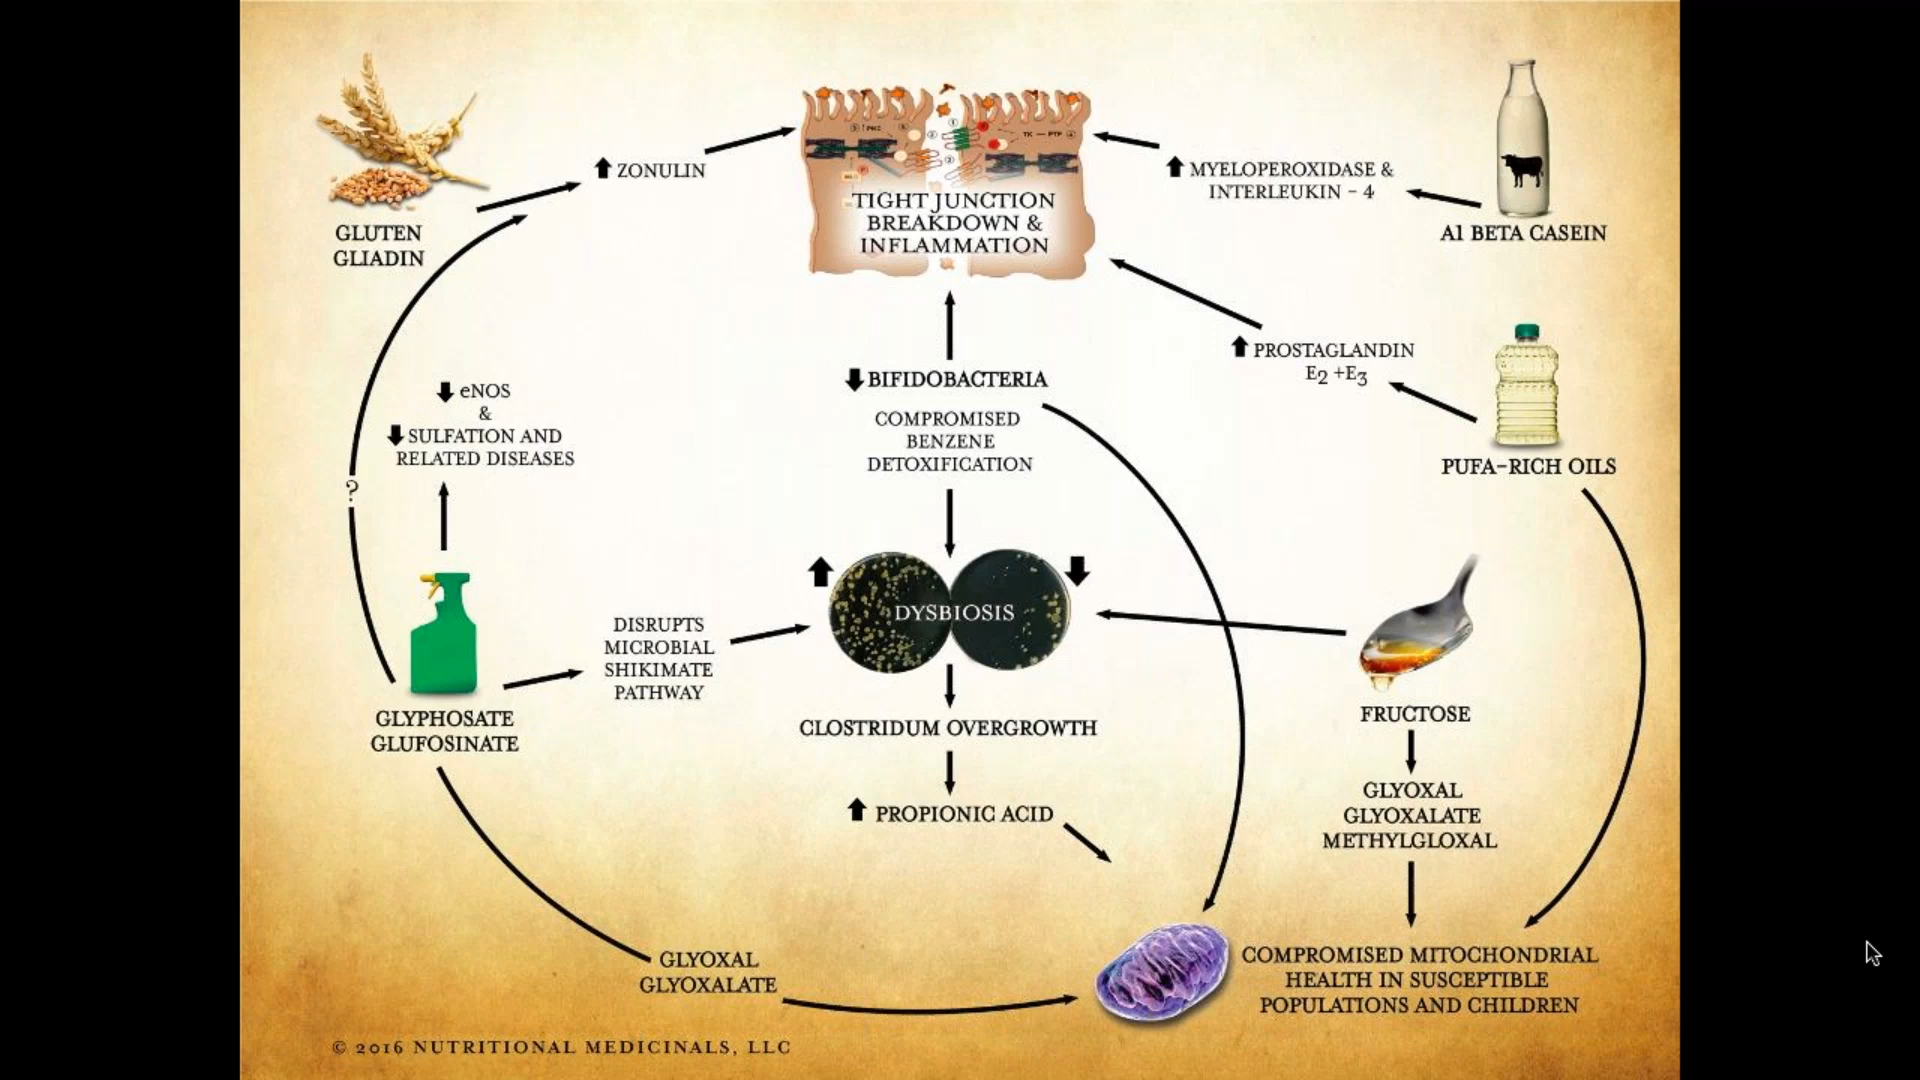 GLUTEN
GLIADIN
ZONULIN
TK — PTP
TIGHT JUNCTION
BREAKDOWN &
INFLAMMATION
MYELOPEROXIDASE &
INTERLEUKIN - 4
A1 BETA CASEIN
PROSTAGLANDIN
E2 +E3
PUFA-RICH OILS
eNOS
&
SULFATION AND
RELATED DISEASES
?
BIFIDOBACTERIA
COMPROMISED
BENZENE
DETOXIFICATION
DYSBIOSIS
DISRUPTS
MICROBIAL
SHIKIMATE
PATHWAY
GLYPHOSATE
GLUFOSINATE
CLOSTRIDUM OVERGROWTH
PROPIONIC ACID
FRUCTOSE
GLYOXAL
GLYOXALATE
METHYLGLOXAL
GLYOXAL
GLYOXALATE
COMPROMISED MITOCHONDRIAL
HEALTH IN SUSCEPTIBLE
POPULATIONS AND CHILDREN
© 2016 NUTRITIONAL MEDICINALS, LLC